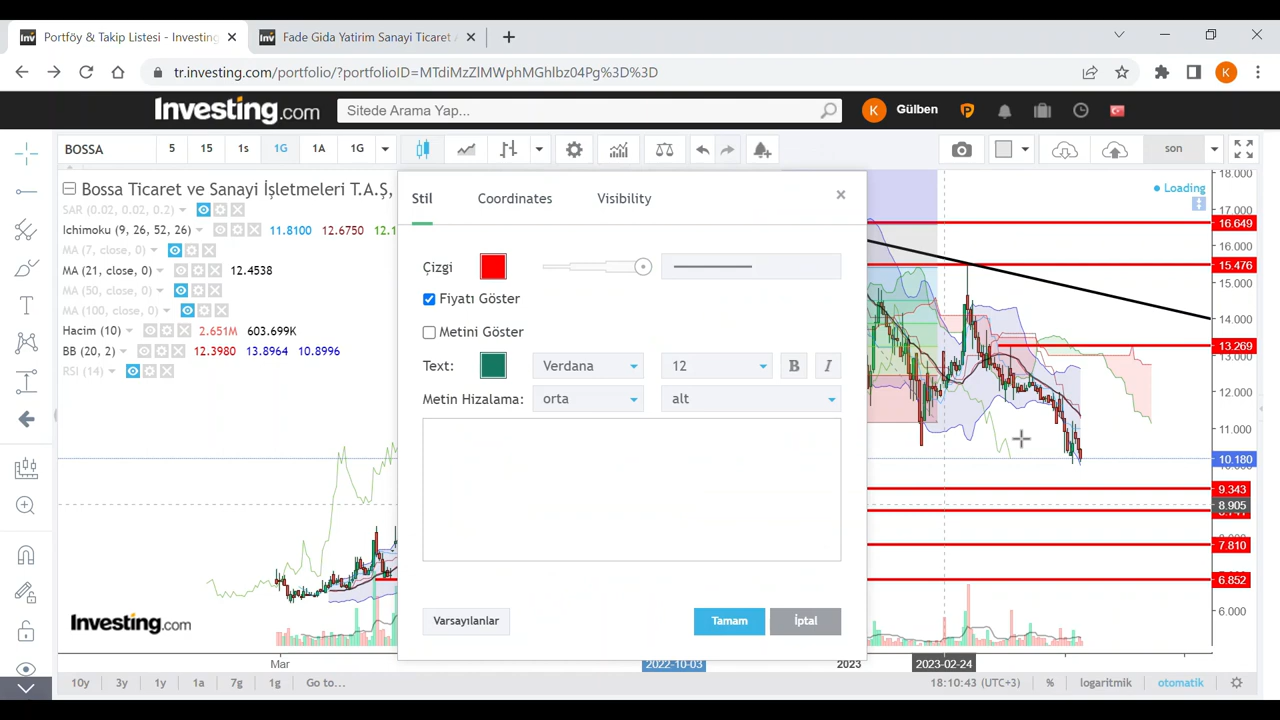 Portföy & Takip Listesi - Investing
Fade Gida Yatirim Sanayi Ticaret A
tr.investing.com/portfolio/?portfolioID=MTdiMzZlMWphMGhlbz04Pg%3D%3D
K
Investing.com
Sitede Arama Yap...
K
Gülben
BOSSA
5
15
1s
1G
1A
1G
son
Bossa Ticaret ve Sanayi İşletmeleri T.A.Ş,
SAR (0.02, 0.02, 0.2)
Ichimoku (9, 26, 52, 26) 11.8100 12.6750 12.1
MA (7, close, 0)
MA (21, close, 0) 12.4538
MA (50, close, 0)
MA (100, close, 0)
Hacim (10) 2.651M 603.699K
BB (20, 2) 12.3980 13.8964 10.8996
RSI (14)
Stil
Coordinates
Visibility
Çizgi
Fiyatı Göster
Metini Göster
Text:
Verdana
12
B
I
Metin Hizalama:
orta
alt
Varsayılanlar
Tamam
İptal
Loading
18.000
17.000
16.649
16.000
15.476
15.000
14.000
13.269
13.000
12.000
11.000
10.180
9.343
8.905
7.810
6.852
6.000
Investing.com
Mar
2022-10-03
2023
2023-02-24
10y
3y
1y
1a
7g
1g
Go to...
18:10:43 (UTC+3)
%
logaritmik
otomatik